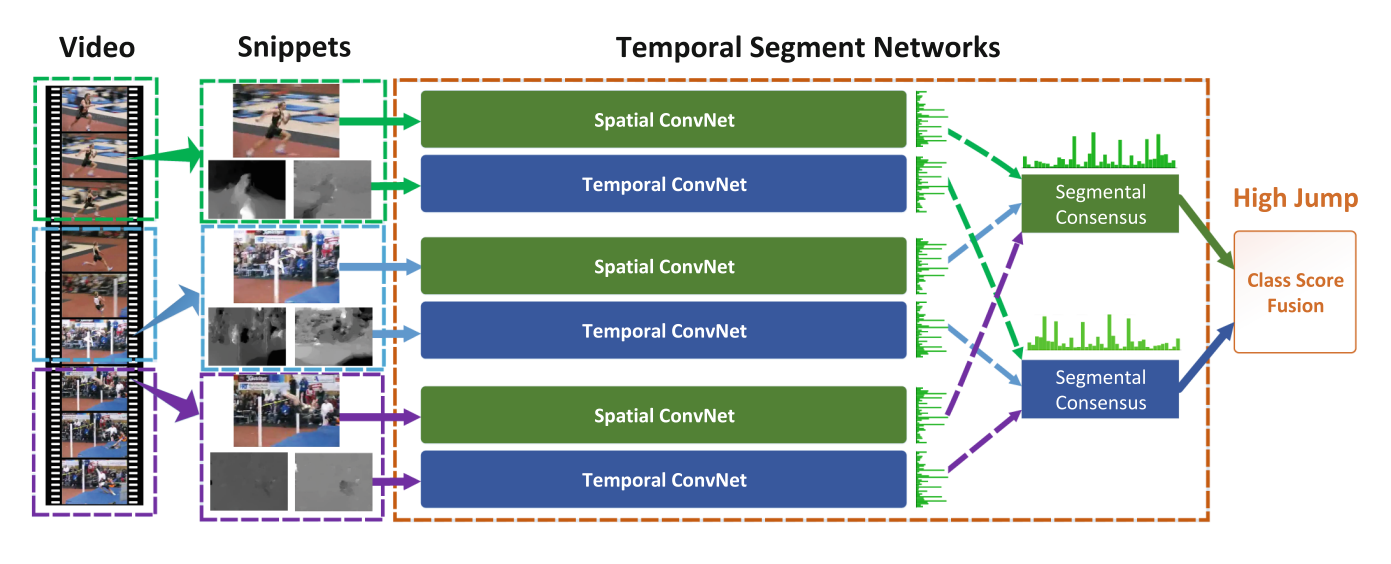 Video
Snippets
Temporal Segment Networks
Spatial ConvNet
Temporal ConvNet
Spatial ConvNet
Temporal ConvNet
Spatial ConvNet
Temporal ConvNet
Segmental
Consensus
Segmental
Consensus
High Jump
Class Score
Fusion